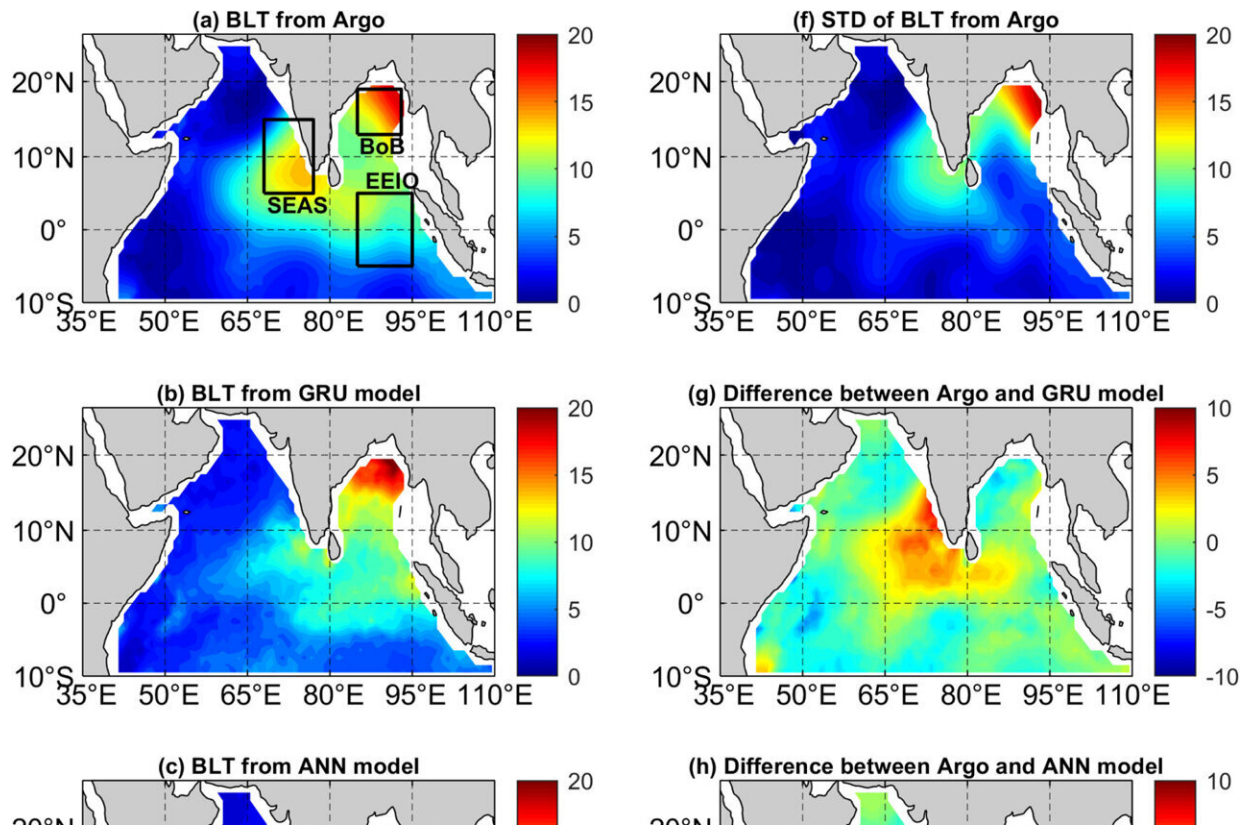 (a) BLT from Argo
20°N
10°N
0°
10°S
35°E 50°E 65°E 80°E 95°E 110°E
BoB
EEIO
SEAS
20
15
10
5
0
(f) STD of BLT from Argo
20°N
10°N
0°
10°S
35°E 50°E 65°E 80°E 95°E 110°E
20
15
10
5
0
(b) BLT from GRU model
20°N
10°N
0°
10°S
35°E 50°E 65°E 80°E 95°E 110°E
20
15
10
5
0
(g) Difference between Argo and GRU model
20°N
10°N
0°
10°S
35°E 50°E 65°E 80°E 95°E 110°E
10
5
0
-5
-10
(c) BLT from ANN model
20°N
20
(h) Difference between Argo and ANN model
20°N
10